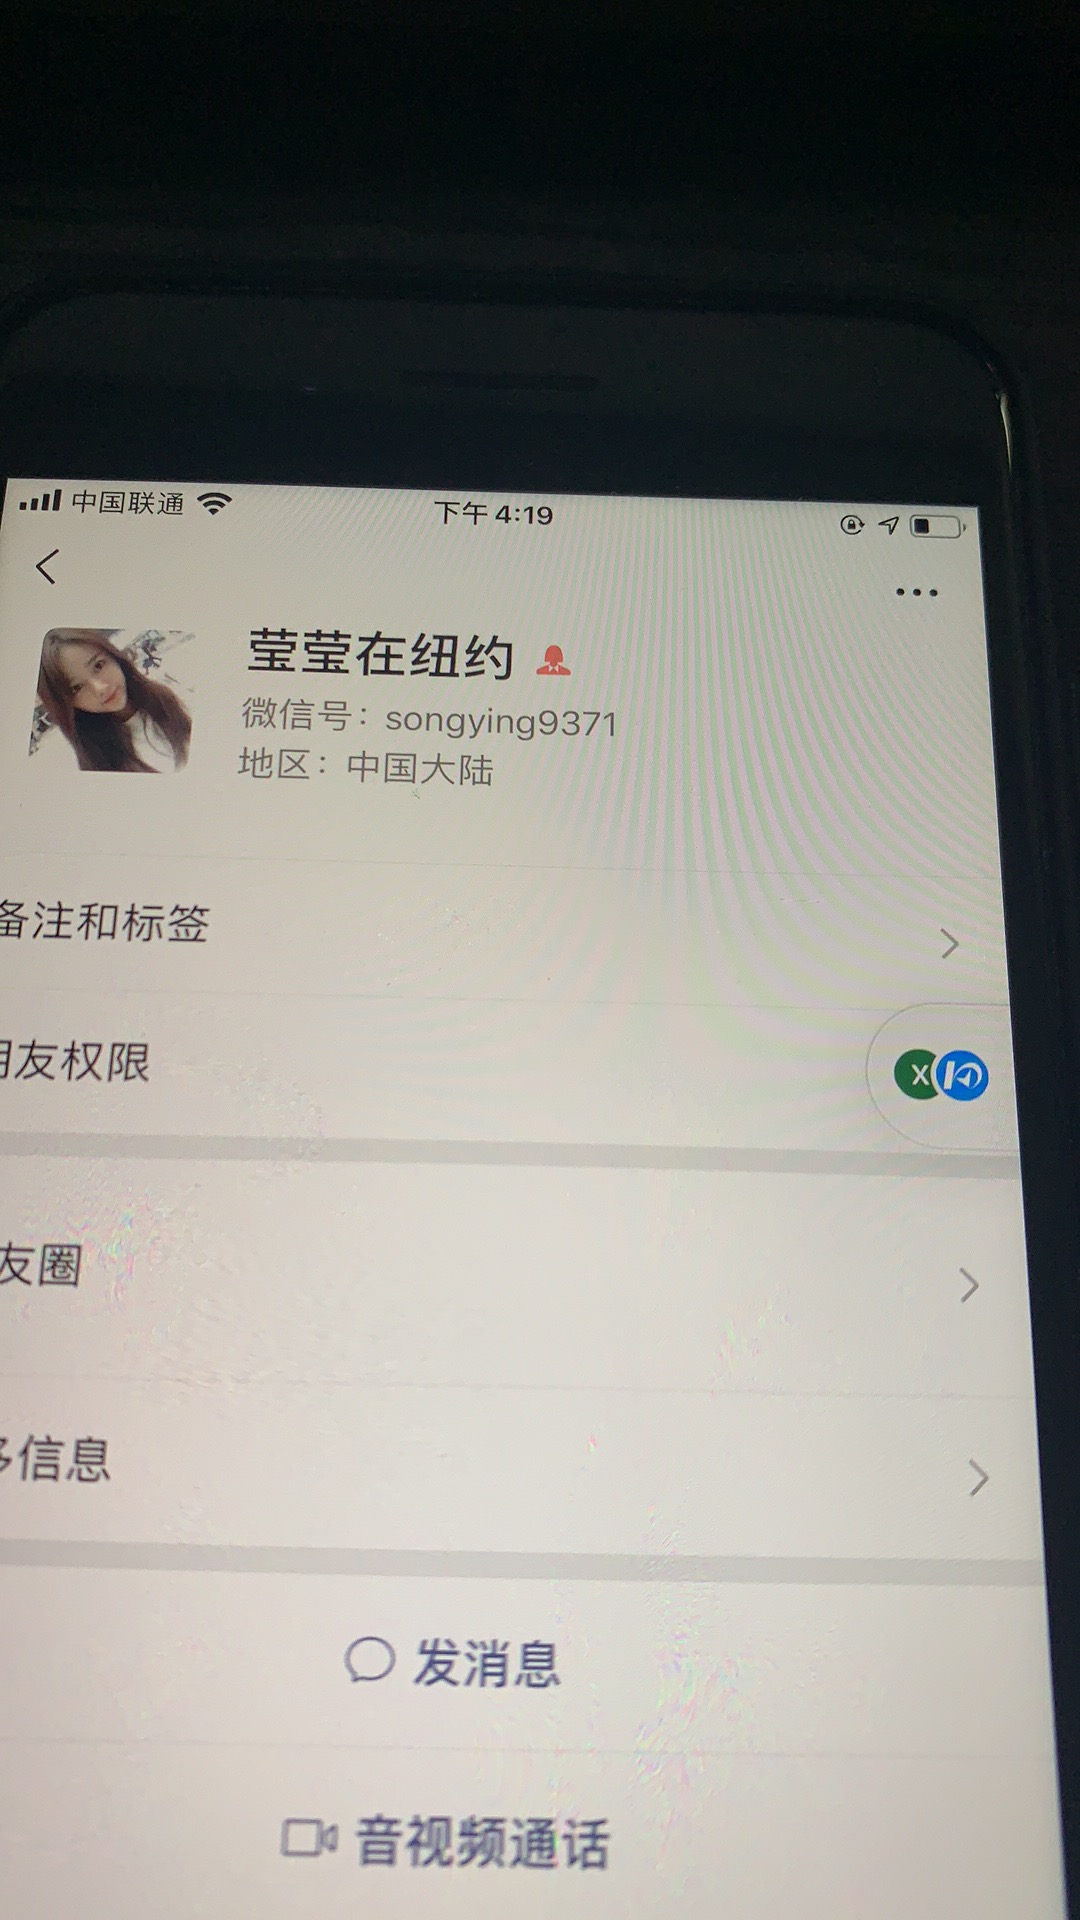 中国联通
下午4:19
莹莹在纽约
微信号：songying9371
地区：中国大陆
备注和标签
朋友权限
X
友圈
信息
发消息
音视频通话